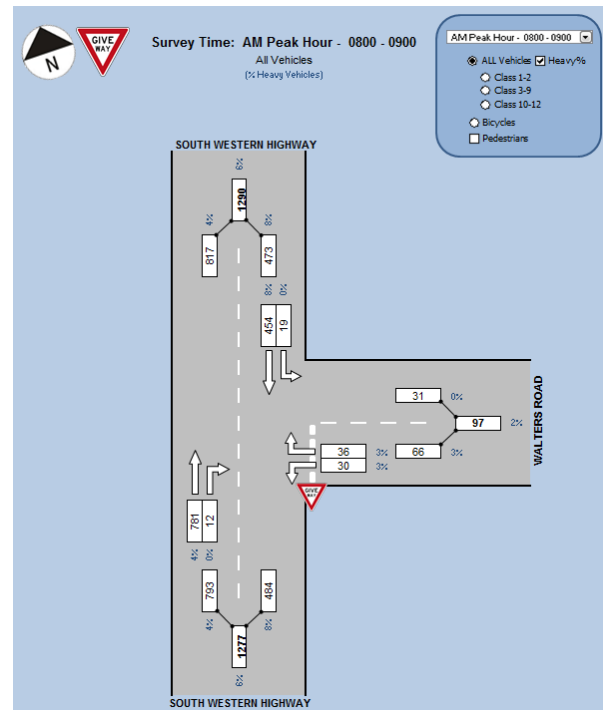 N
GIVE
WAY
Survey Time: AM Peak Hour - 0800 - 0900
All Vehicles
(% Heavy Vehicles)
AM Peak Hour - 0800 - 0900
ALL Vehicles Heavy%
Class 1-2
Class 3-9
Class 10-12
Bicycles
Pedestrians
SOUTH WESTERN HIGHWAY
6%
1290
4% 8%
817 473
8% 0%
454 19
31 0%
97 2%
36 3% 66 3%
30 3%
WALTERS ROAD
GIVE
WAY
781 12
4% 0%
793 484
4% 8%
1277
6%
SOUTH WESTERN HIGHWAY